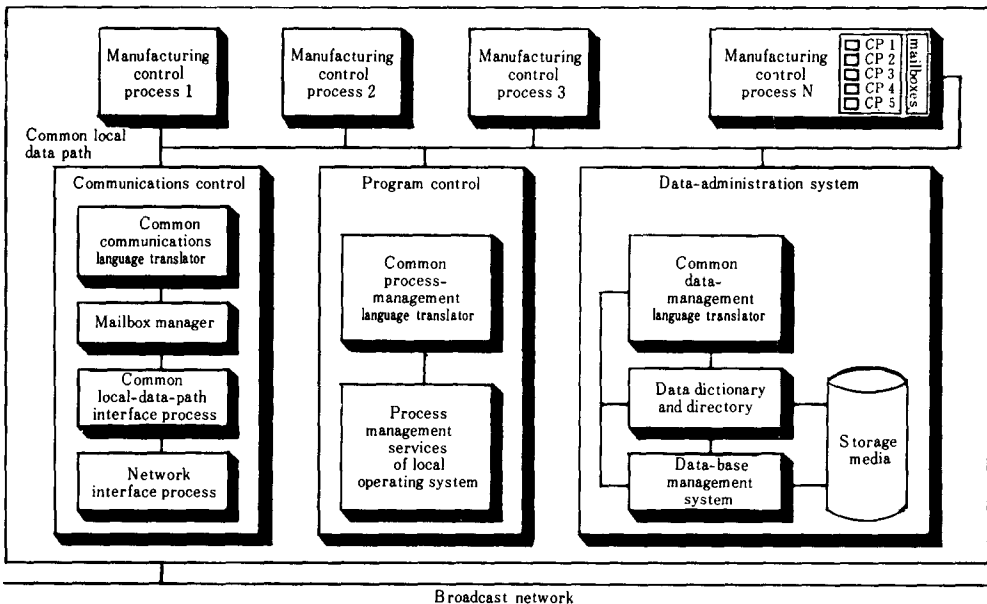 Manufacturing
control
process 1
Manufacturing
control
process 2
Manufacturing
control
process 3
Manufacturing
control
process N
CP 1
CP 2
CP 3
CP 4
CP 5
mailboxes
Common local
data path
Communications control
Common
communications
language translator
Mailbox manager
Common
local-data-path
interface process
Network
interface process
Program control
Common
process-
management
language translator
Process
management
services
of local
operating system
Data-administration system
Common
data-
management
language translator
Data dictionary
and directory
Data-base
management
system
Storage
media
Broadcast network